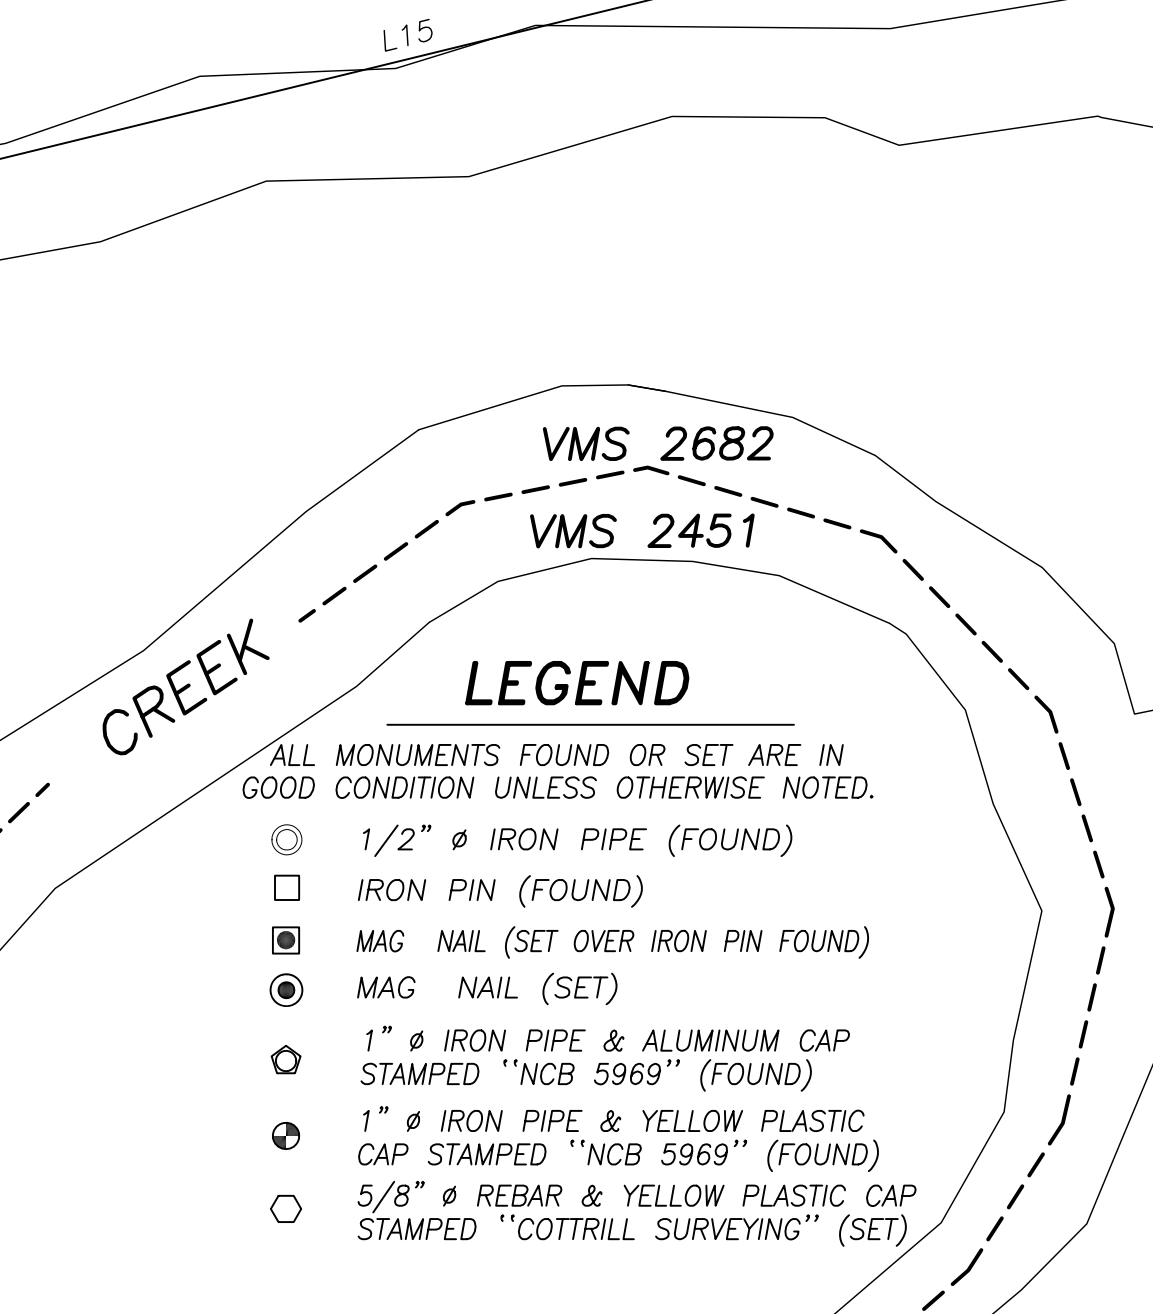 L15
VMS 2682
VMS 2451
CREEK
LEGEND
ALL MONUMENTS FOUND OR SET ARE IN
GOOD CONDITION UNLESS OTHERWISE NOTED.
1/2" ø IRON PIPE (FOUND)
IRON PIN (FOUND)
MAG NAIL (SET OVER IRON PIN FOUND)
MAG NAIL (SET)
1" ø IRON PIPE & ALUMINUM CAP
STAMPED "NCB 5969" (FOUND)
1" ø IRON PIPE & YELLOW PLASTIC
CAP STAMPED "NCB 5969" (FOUND)
5/8" ø REBAR & YELLOW PLASTIC CAP
STAMPED "COTTRILL SURVEYING" (SET)